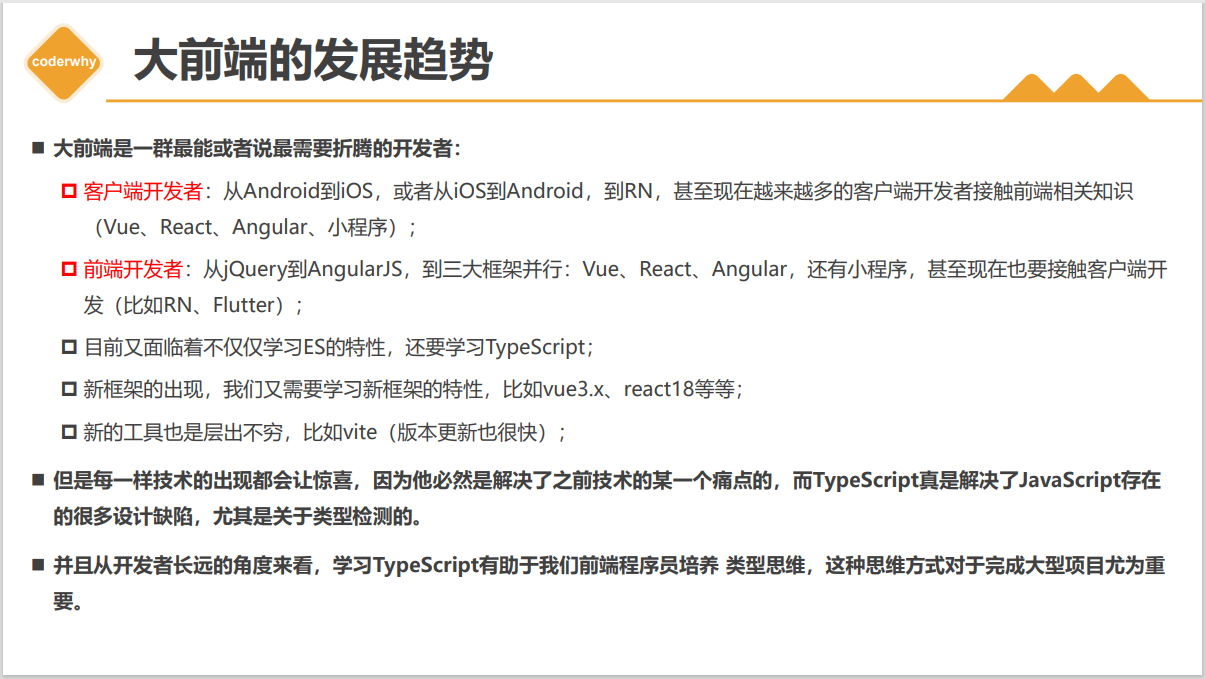 coderwhy
大前端的发展趋势
大前端是一群最能或者说最需要折腾的开发者：
客户端开发者：从Android到iOS，或者从iOS到Android，到RN，甚至现在越来越多的客户端开发者接触前端相关知识
（Vue、React、Angular、小程序）；
前端开发者：从jQuery到AngularJS，到三大框架并行：Vue、React、Angular，还有小程序，甚至现在也要接触客户端开
发（比如RN、Flutter）；
目前又面临着不仅仅学习ES的特性，还要学习TypeScript；
新框架的出现，我们又需要学习新框架的特性，比如vue3.x、react18等等；
新的工具也是层出不穷，比如vite（版本更新也很快）；
但是每一样技术的出现都会让惊喜，因为他必然是解决了之前技术的某一个痛点的，而TypeScript真是解决了JavaScript存在
的很多设计缺陷，尤其是关于类型检测的。
并且从开发者长远的角度来看，学习TypeScript有助于我们前端程序员培养 类型思维，这种思维方式对于完成大型项目尤为重
要。